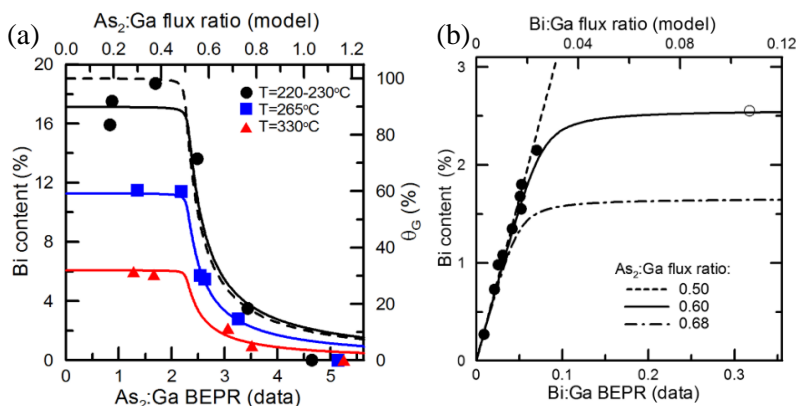 (a)
As₂:Ga flux ratio (model)
0.0 0.2 0.4 0.5 0.6 0.8 1.0 1.2
20
16
12
8
4
0
Bi content (%)
T=220-230°C
T=265°C
T=330°C
100
80
60
40
20
0
θG (%)
0 1 2 3 4 5
As₂:Ga BEPR (data)
(b)
Bi:Ga flux ratio (model)
0.00 0.04 0.08 0.12
3
2
1
0
Bi content (%)
As₂:Ga flux ratio:
0.50
0.60
0.68
0 0.1 0.2 0.3
Bi:Ga BEPR (data)